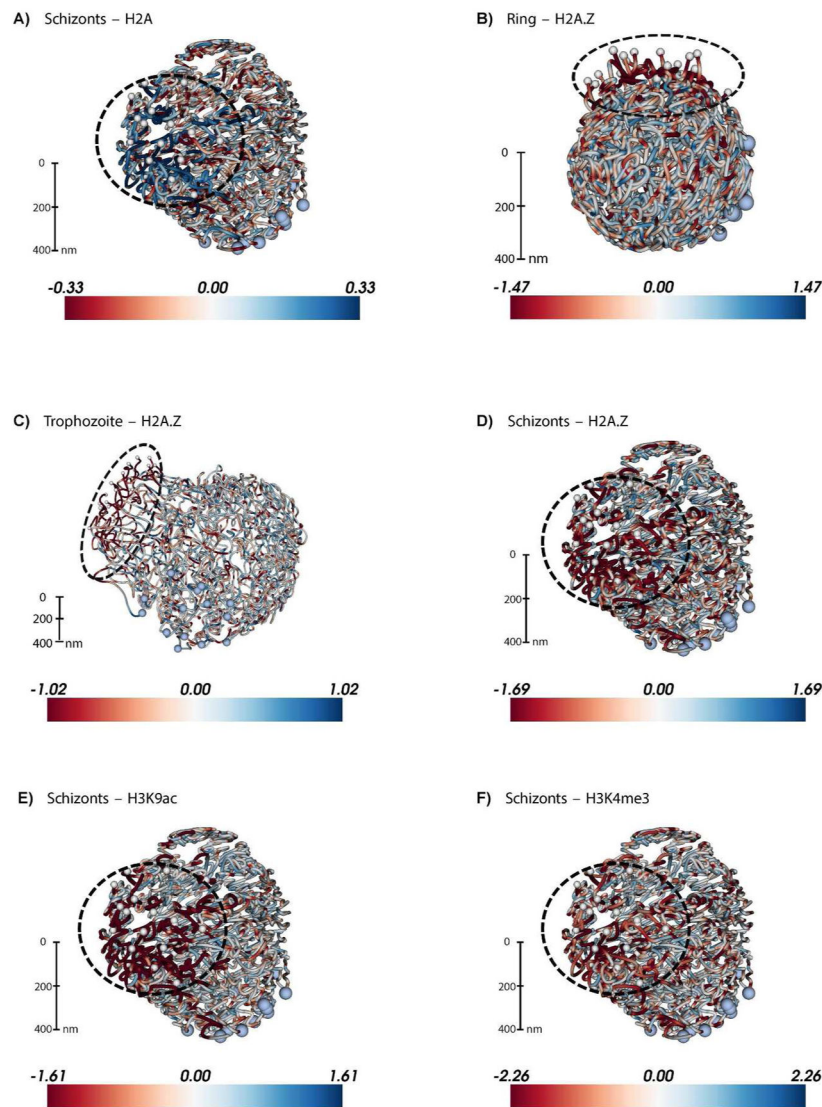 A) Schizonts – H2A
0
200
400 nm
-0.33 0.00 0.33
B) Ring – H2A.Z
0
200
400 nm
-1.47 0.00 1.47
C) Trophozoite – H2A.Z
0
200
400 nm
-1.02 0.00 1.02
D) Schizonts – H2A.Z
0
200
400 nm
-1.69 0.00 1.69
E) Schizonts – H3K9ac
0
200
400 nm
-1.61 0.00 1.61
F) Schizonts – H3K4me3
0
200
400 nm
-2.26 0.00 2.26